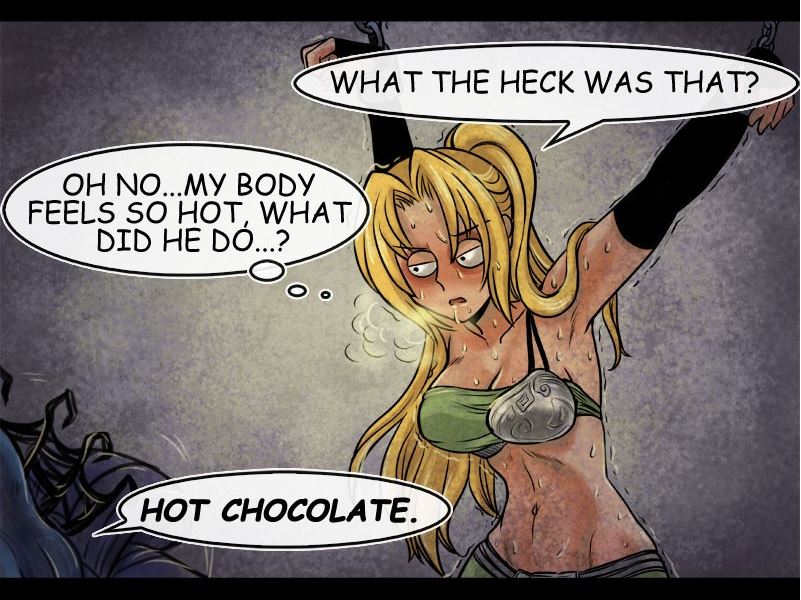 WHAT THE HECK WAS THAT?
OH NO...MY BODY
FEELS SO HOT, WHAT
DID HE DO...?
HOT CHOCOLATE.